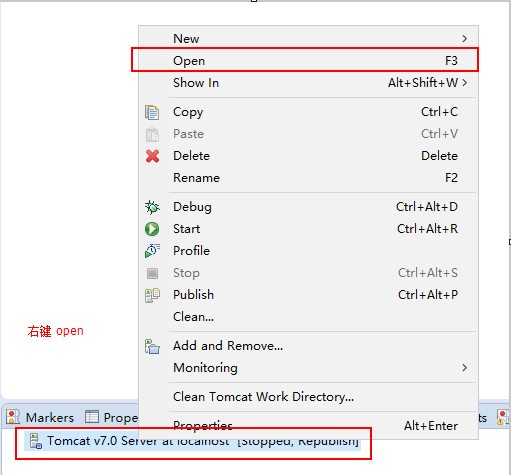 New
Open F3
Show In Alt+Shift+W
Copy Ctrl+C
Paste Ctrl+V
Delete Delete
Rename F2
Debug Ctrl+Alt+D
Start Ctrl+Alt+R
Profile
Stop Ctrl+Alt+S
Publish Ctrl+Alt+P
Clean...
右键 open
Add and Remove...
Monitoring
Clean Tomcat Work Directory...
Markers Prope ts
Properties Alt+Enter
Tomcat v7.0 Server at localhost [Stopped, Republish]